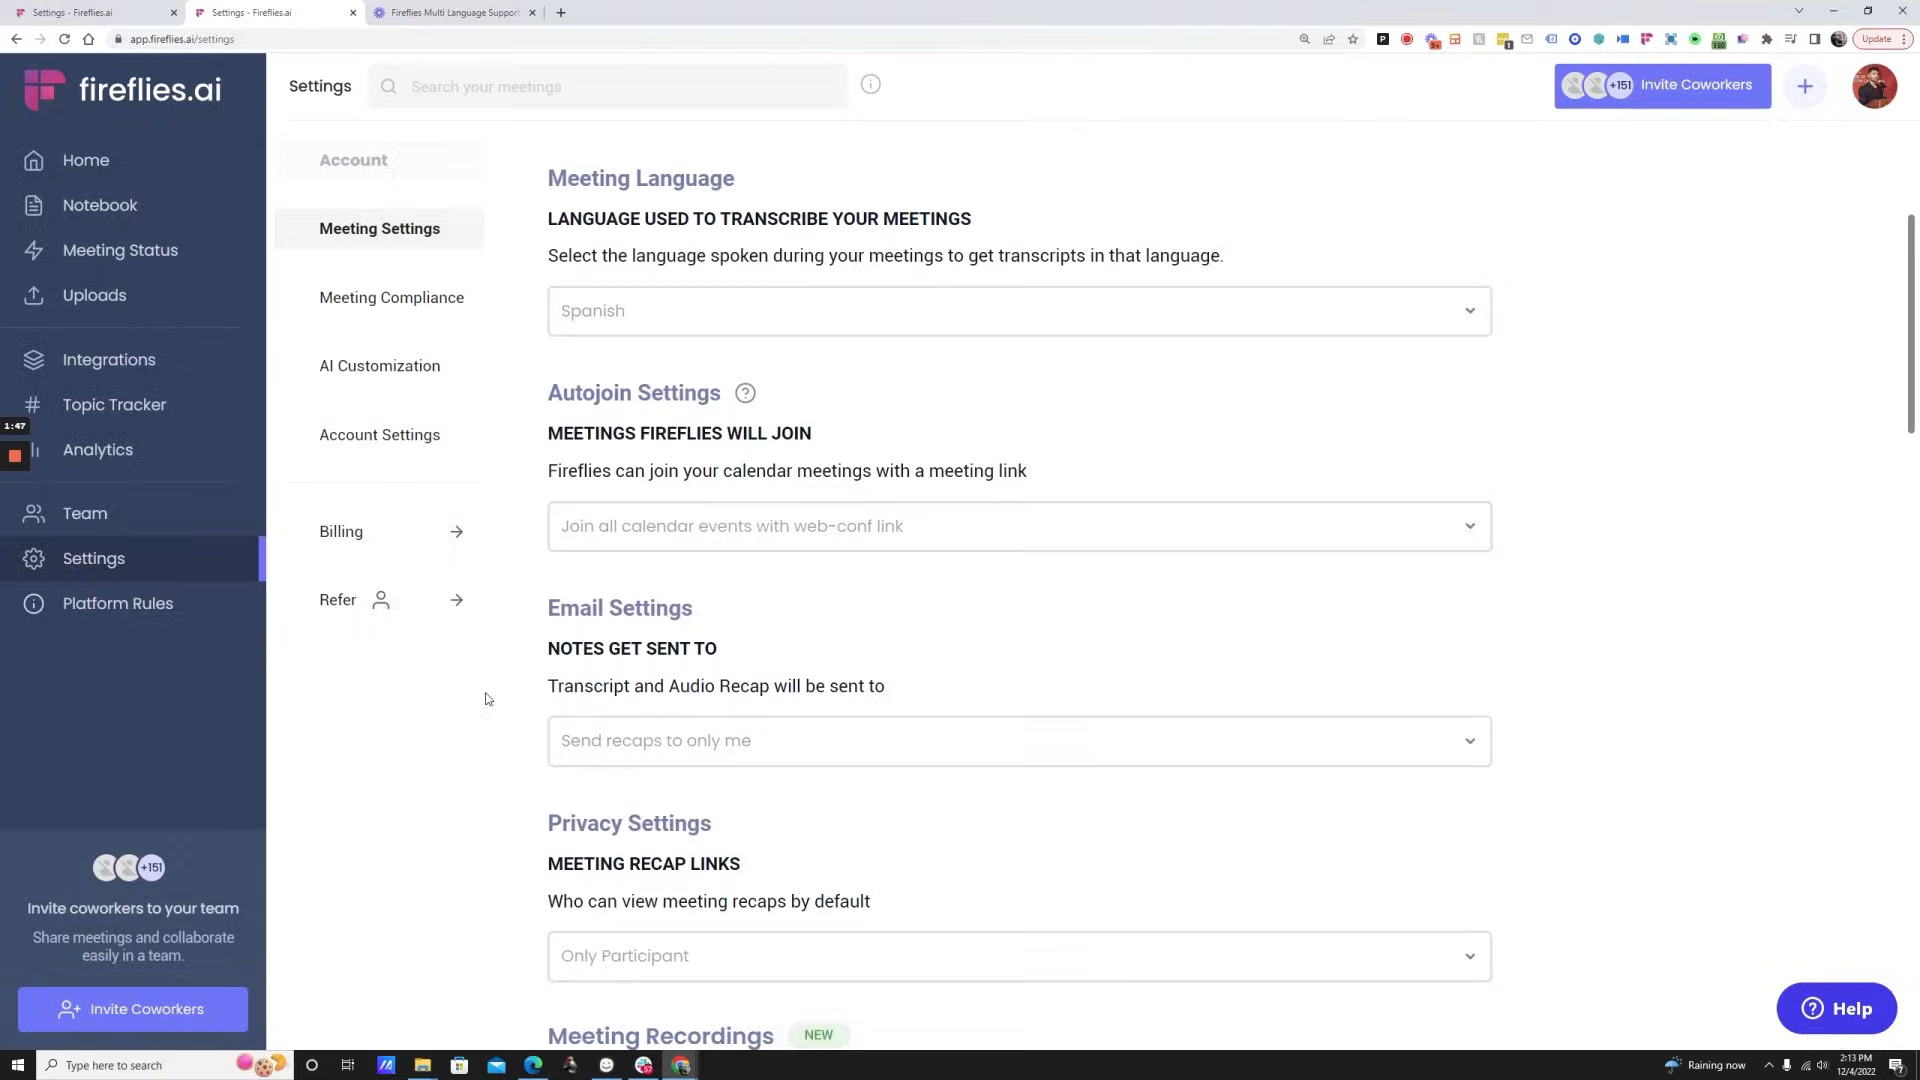 Settings - Fireflies.ai
Settings - Fireflies.ai
Fireflies Multi Language Support
app.fireflies.ai/settings
9+
1
150
Update
fireflies.ai
Settings
Search your meetings
+151
Invite Coworkers
Home
Notebook
Meeting Status
Uploads
Integrations
Topic Tracker
1:47
Analytics
Team
Settings
Platform Rules
+151
Invite coworkers to your team
Share meetings and collaborate
easily in a team.
Invite Coworkers
Account
Meeting Settings
Meeting Compliance
AI Customization
Account Settings
Billing
Refer
Meeting Language
LANGUAGE USED TO TRANSCRIBE YOUR MEETINGS
Select the language spoken during your meetings to get transcripts in that language.
Spanish
Autojoin Settings
MEETINGS FIREFLIES WILL JOIN
Fireflies can join your calendar meetings with a meeting link
Join all calendar events with web-conf link
Email Settings
NOTES GET SENT TO
Transcript and Audio Recap will be sent to
Send recaps to only me
Privacy Settings
MEETING RECAP LINKS
Who can view meeting recaps by default
Only Participant
Meeting Recordings NEW
Help
Type here to search
Raining now
2:13 PM
12/4/2022